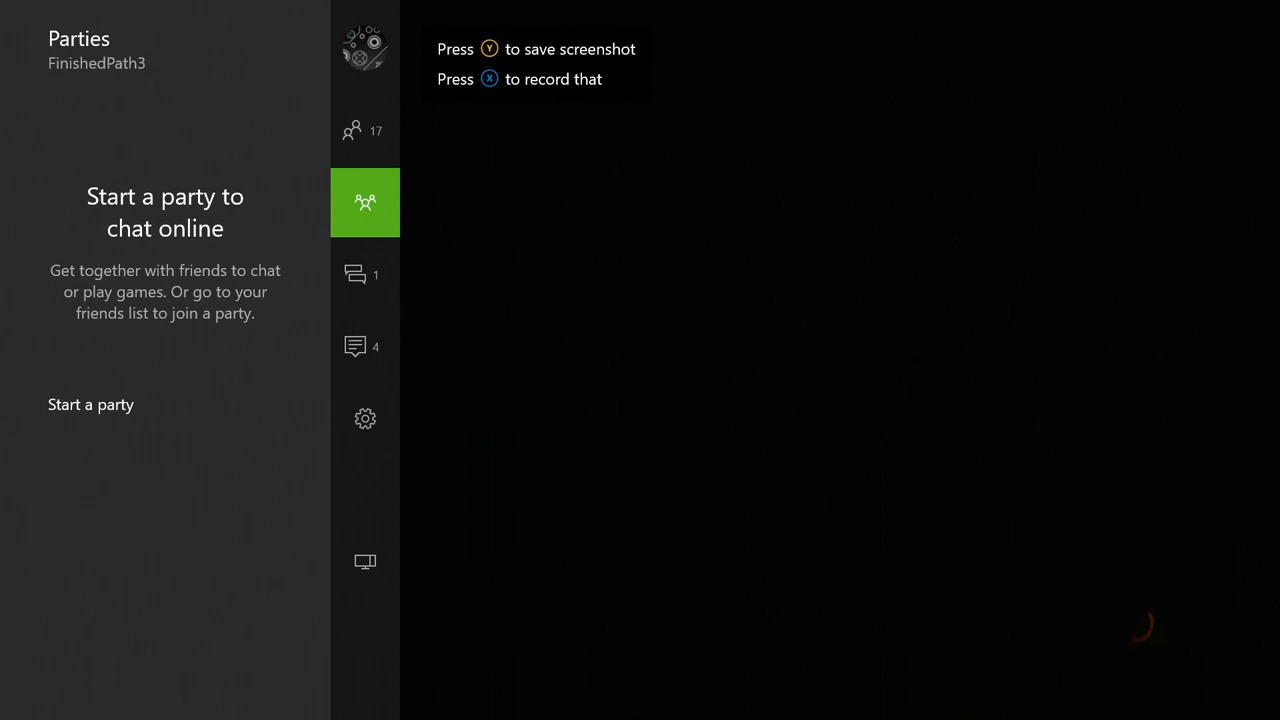 Parties
FinishedPath3
Start a party to
chat online
Get together with friends to chat
or play games. Or go to your
friends list to join a party.
Start a party
17
1
4
Press Y to save screenshot
Press X to record that